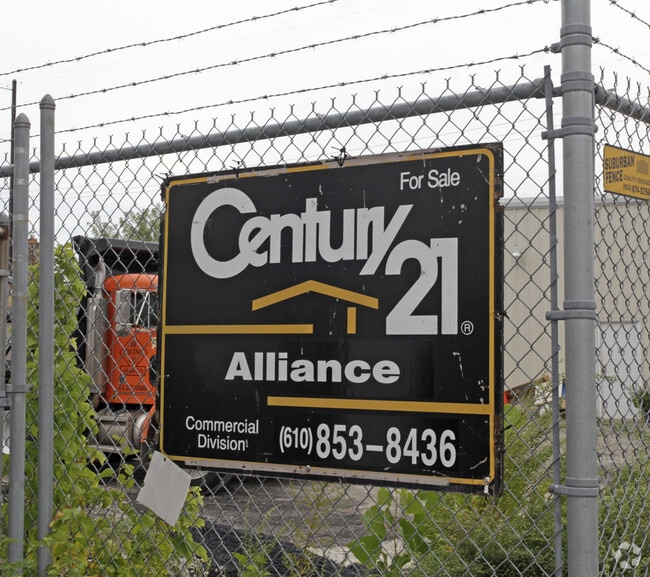 For Sale
Century
21®
Alliance
Commercial
Division
(610) 853-8436
SUBURBAN
FENCE